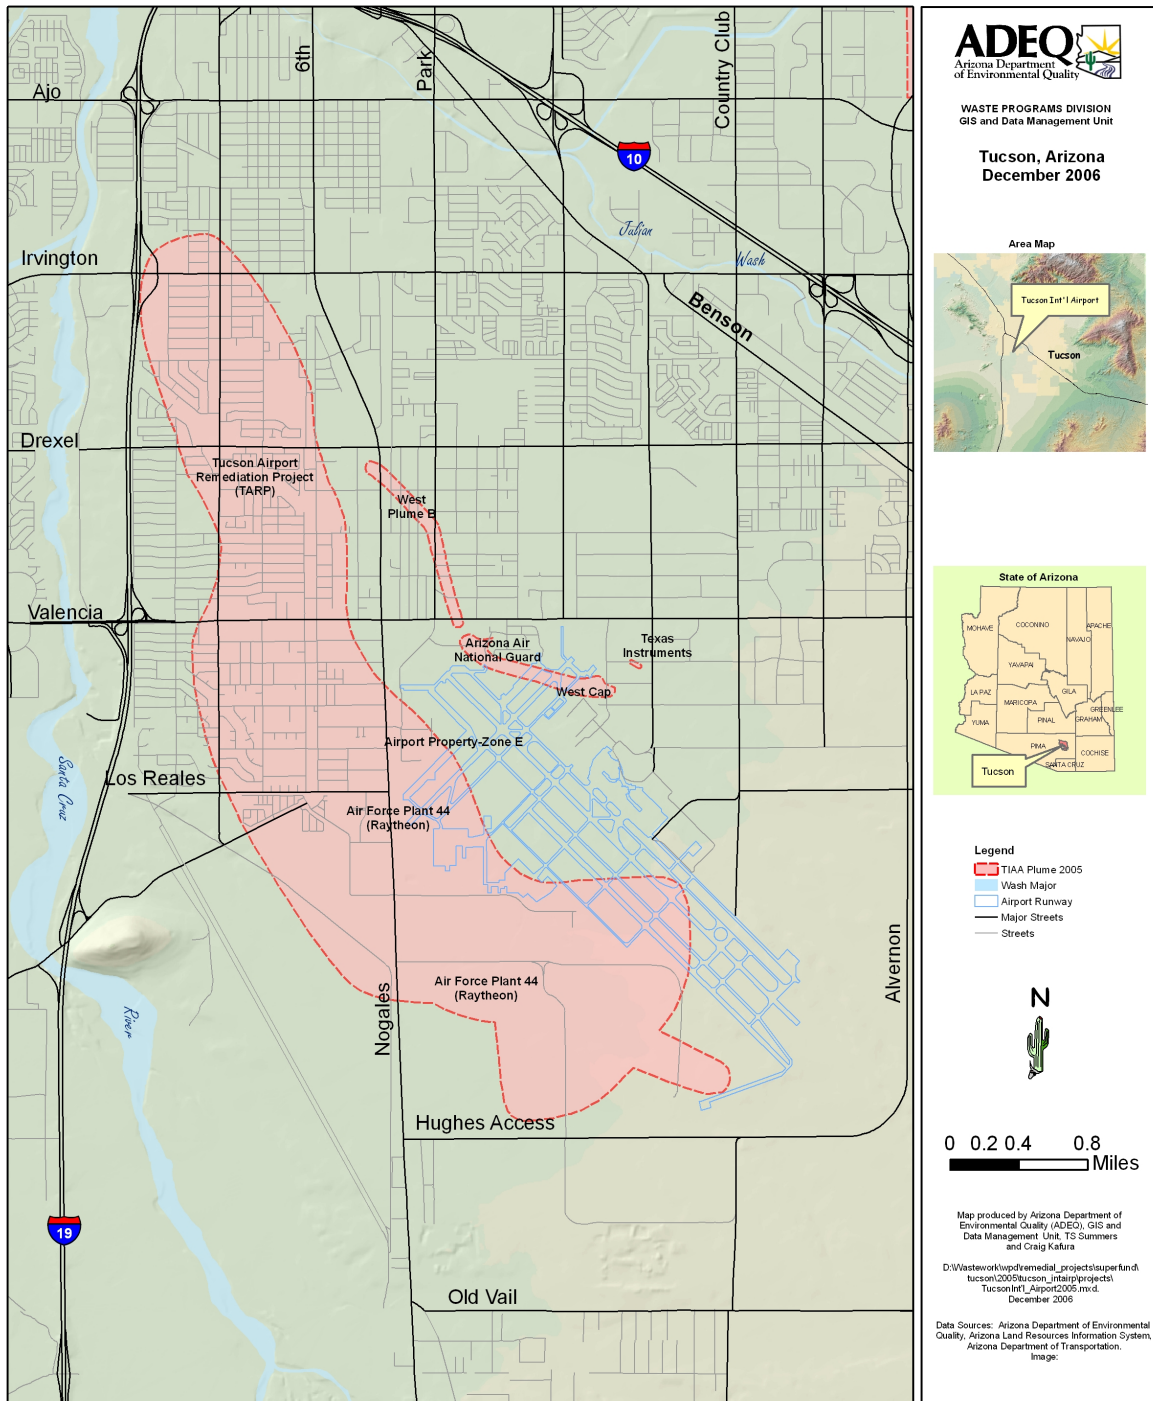 6th
Park
Country Club
Ajo
10
Julian
Wash
Irvington
Benson
Drexel
Tucson Airport
Remediation Project
(TARP)
West
Plume B
Valencia
Arizona Air
National Guard
Texas
Instruments
West Cap
Airport Property-Zone E
Santa Cruz
Los Reales
Air Force Plant 44
(Raytheon)
Air Force Plant 44
(Raytheon)
Alvernon
River
Nogales
Hughes Access
19
Old Vail
ADEQ
Arizona Department
of Environmental Quality
WASTE PROGRAMS DIVISION
GIS and Data Management Unit
Tucson, Arizona
December 2006
Area Map
Tucson Int'l Airport
Tucson
State of Arizona
MOHAVE
COCONINO
APACHE
NAVAJO
YAVAPAI
LA PAZ
GILA
MARICOPA
GREENLEE
YUMA
PINAL
GRAHAM
PIMA
COCHISE
SANTA CRUZ
Tucson
Legend
TIAA Plume 2005
Wash Major
Airport Runway
Major Streets
Streets
N
0 0.2 0.4 0.8
Miles
Map produced by Arizona Department of
Environmental Quality (ADEQ), GIS and
Data Management Unit, TS Summers
and Craig Kafura
D:\Wastework\wpd\remedial_projects\superfund\
tucson\2005\tucson_intairp\projects\
TucsonInt'l_Airport2005.mxd.
December 2006
Data Sources: Arizona Department of Environmental
Quality, Arizona Land Resources Information System,
Arizona Department of Transportation.
Image: